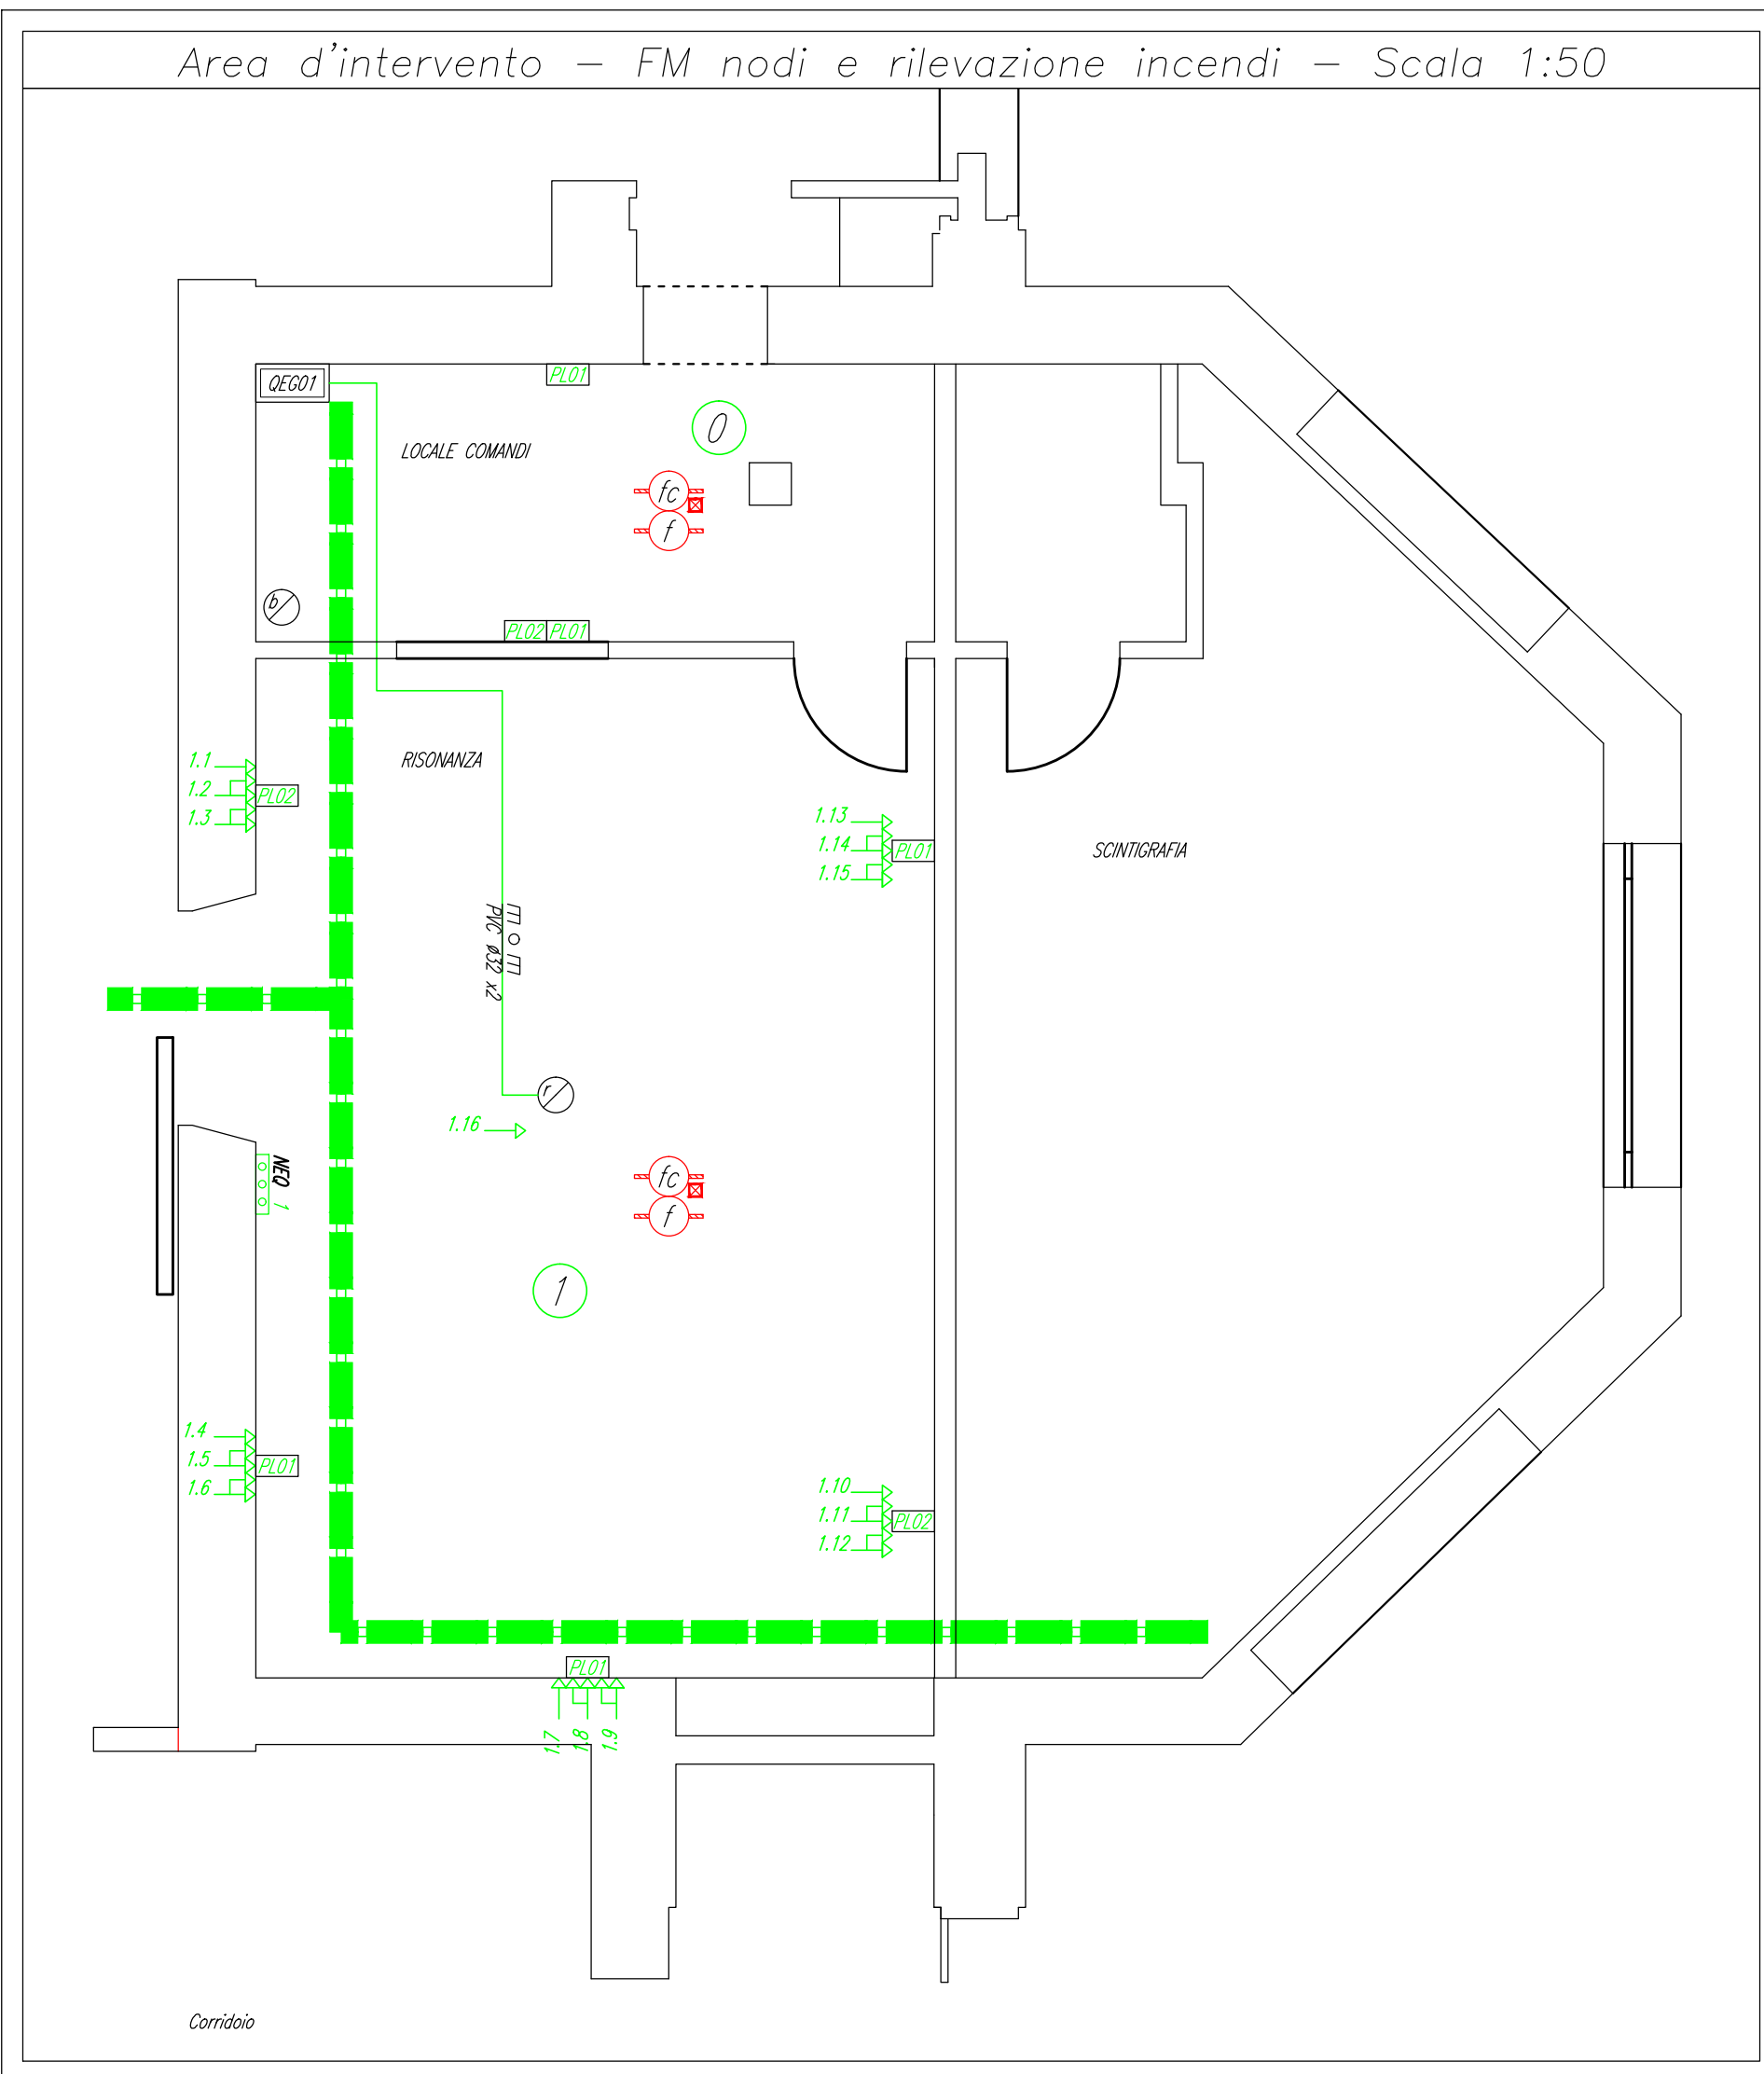 Area d'intervento – FM nodi e rilevazione incendi – Scala 1:50
QEG01
PL01
0
LOCALE COMANDI
fc
f
b
PL02 PL01
RISONANZA
1.1
1.2
1.3
PL02
1.13
1.14
1.15
PL01
SCINTIGRAFIA
PVC ø32 x2
r
1.16
NEQ 1
fc
f
1
1.4
1.5
1.6
PL01
1.10
1.11
1.12
PL02
PL01
1.7
1.8
1.9
Corridoio